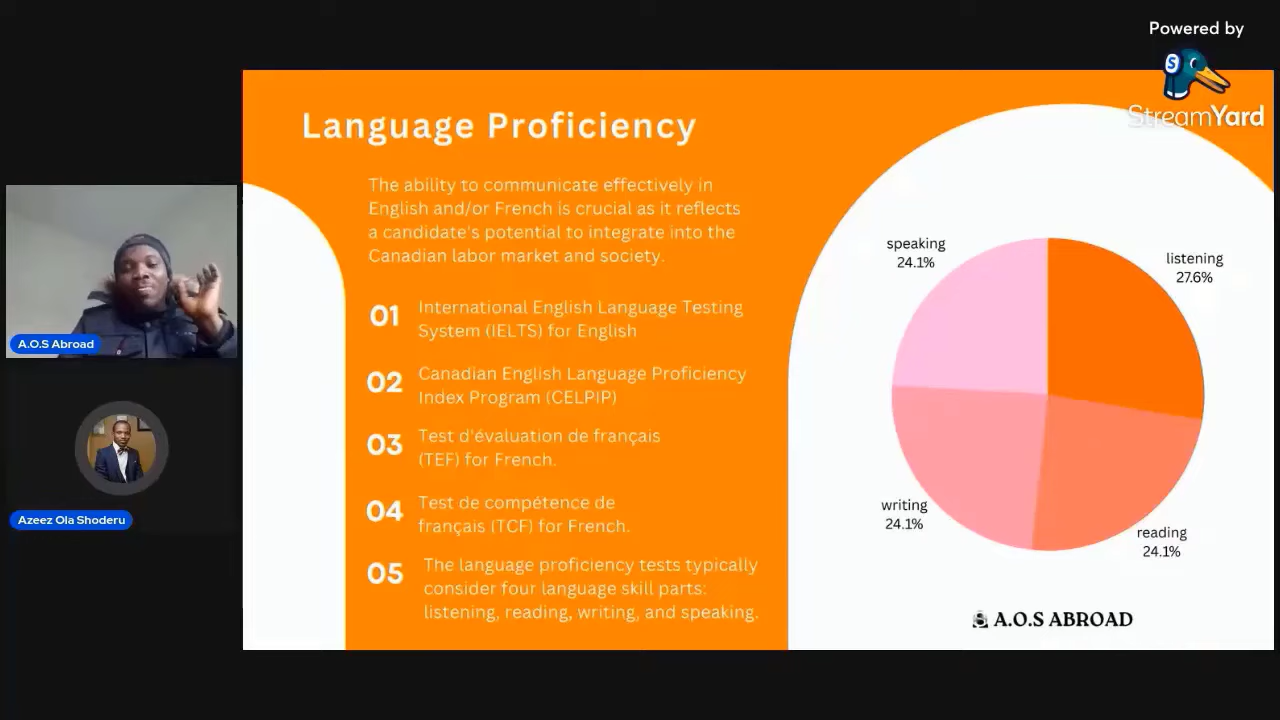 Powered by
StreamYard
Language Proficiency
The ability to communicate effectively in
English and/or French is crucial as it reflects
a candidate's potential to integrate into the
Canadian labor market and society.
01 International English Language Testing
System (IELTS) for English
02 Canadian English Language Proficiency
Index Program (CELPIP)
03 Test d'évaluation de français
(TEF) for French.
04 Test de compétence de
français (TCF) for French.
05 The language proficiency tests typically
consider four language skill parts:
listening, reading, writing, and speaking.
speaking
24.1%
listening
27.6%
writing
24.1%
reading
24.1%
A.O.S ABROAD
A.O.S Abroad
Azeez Ola Shoderu